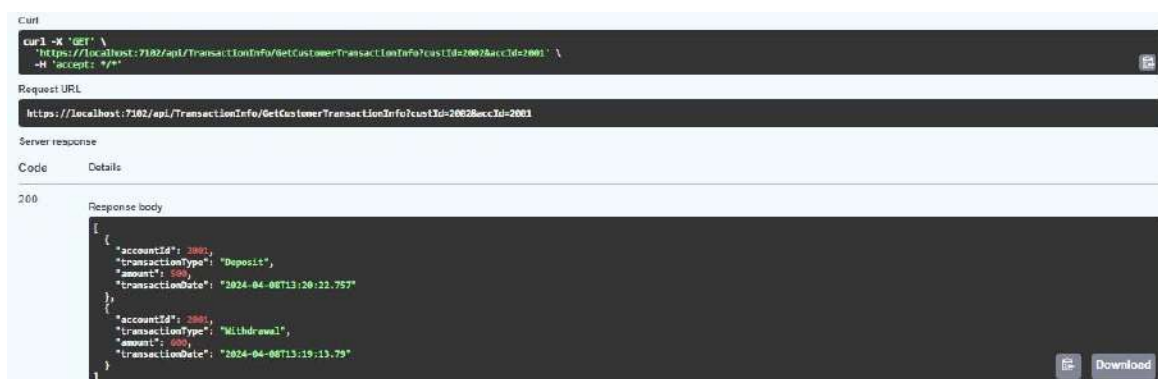 Curl
curl -X 'GET' \
'https://localhost:7102/api/TransactionInfo/GetCustomerTransactionInfo?custId=2002&accId=2001' \
-H 'accept: */*'
Request URL
https://localhost:7102/api/TransactionInfo/GetCustomerTransactionInfo?custId=2002&accId=2001
Server response
Code Details
200
Response body
[
{
"accountId": 2001,
"transactionType": "Deposit",
"amount": 500,
"transactionDate": "2024-04-08T13:20:22.757"
},
{
"accountId": 2001,
"transactionType": "Withdrawal",
"amount": 600,
"transactionDate": "2024-04-08T13:19:13.79"
}
]
Download